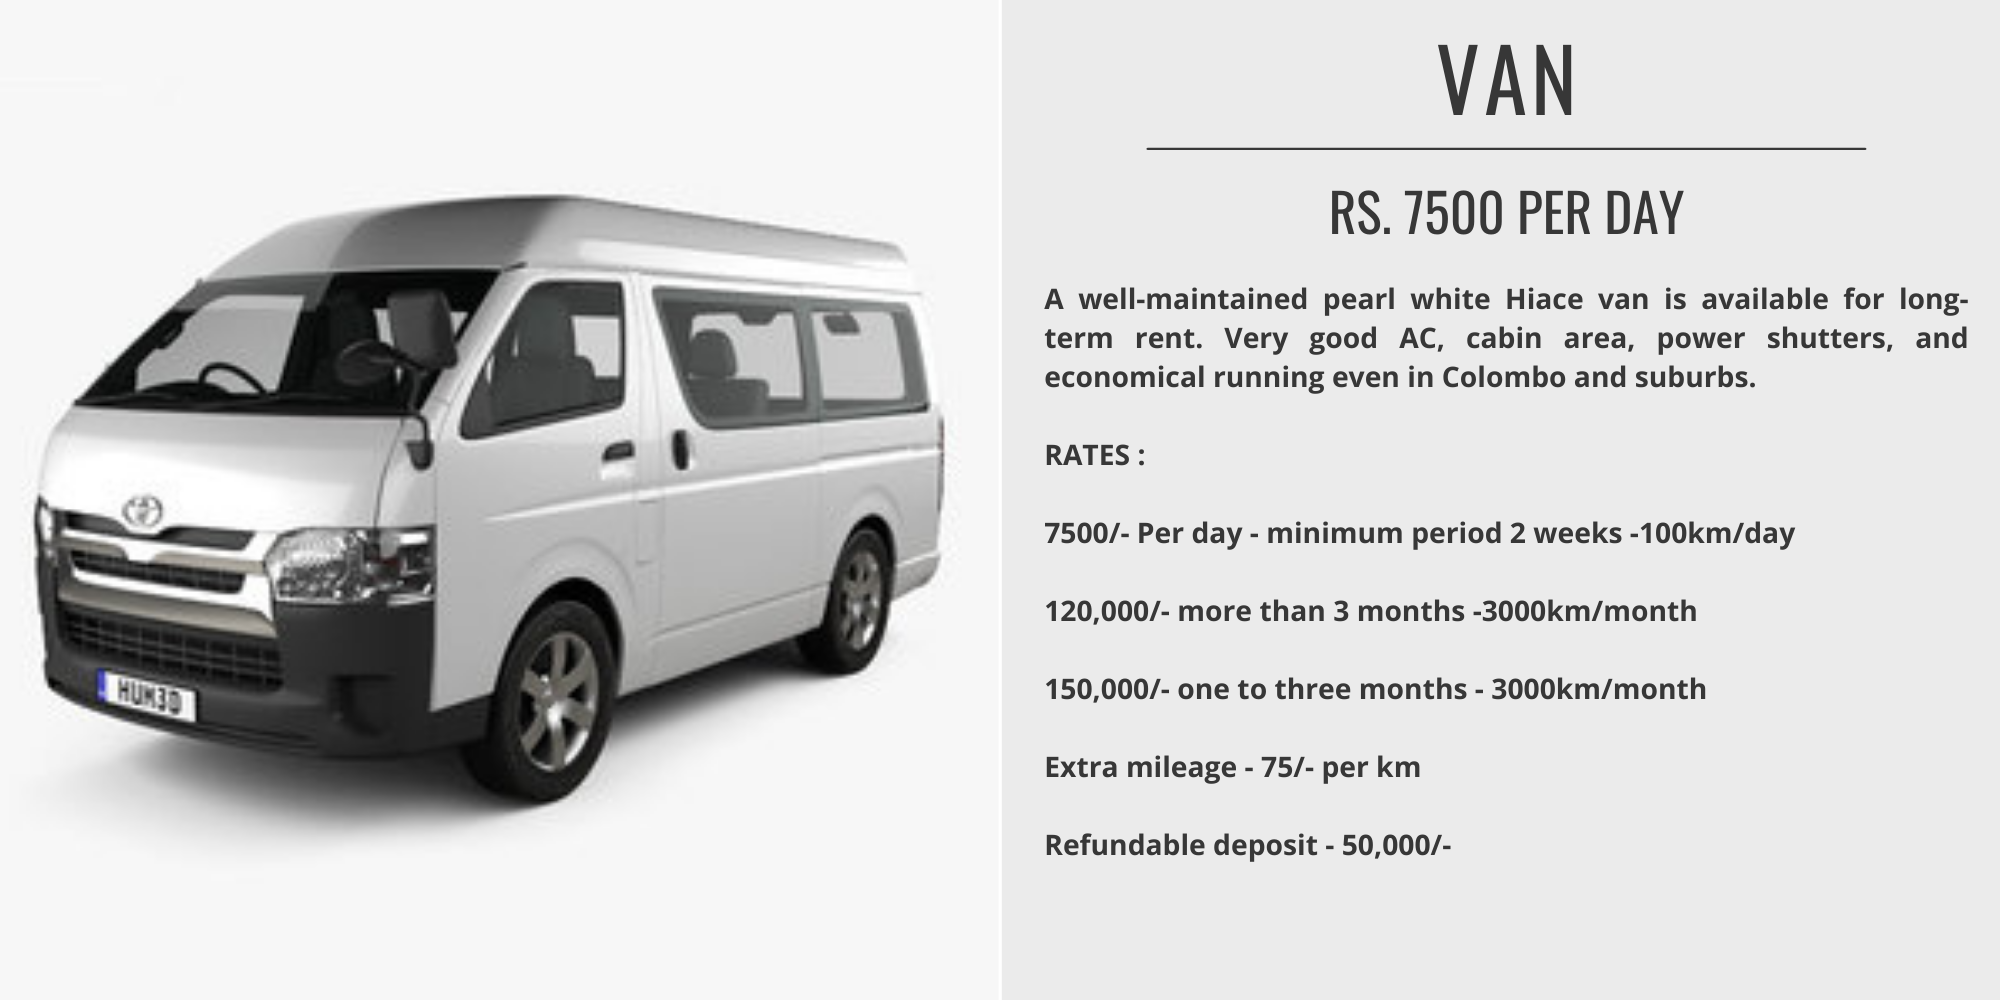 VAN
RS. 7500 PER DAY
A well-maintained pearl white Hiace van is available for long-
term rent. Very good AC, cabin area, power shutters, and
economical running even in Colombo and suburbs.
RATES :
7500/- Per day - minimum period 2 weeks -100km/day
120,000/- more than 3 months -3000km/month
150,000/- one to three months - 3000km/month
Extra mileage - 75/- per km
Refundable deposit - 50,000/-
HUM3D